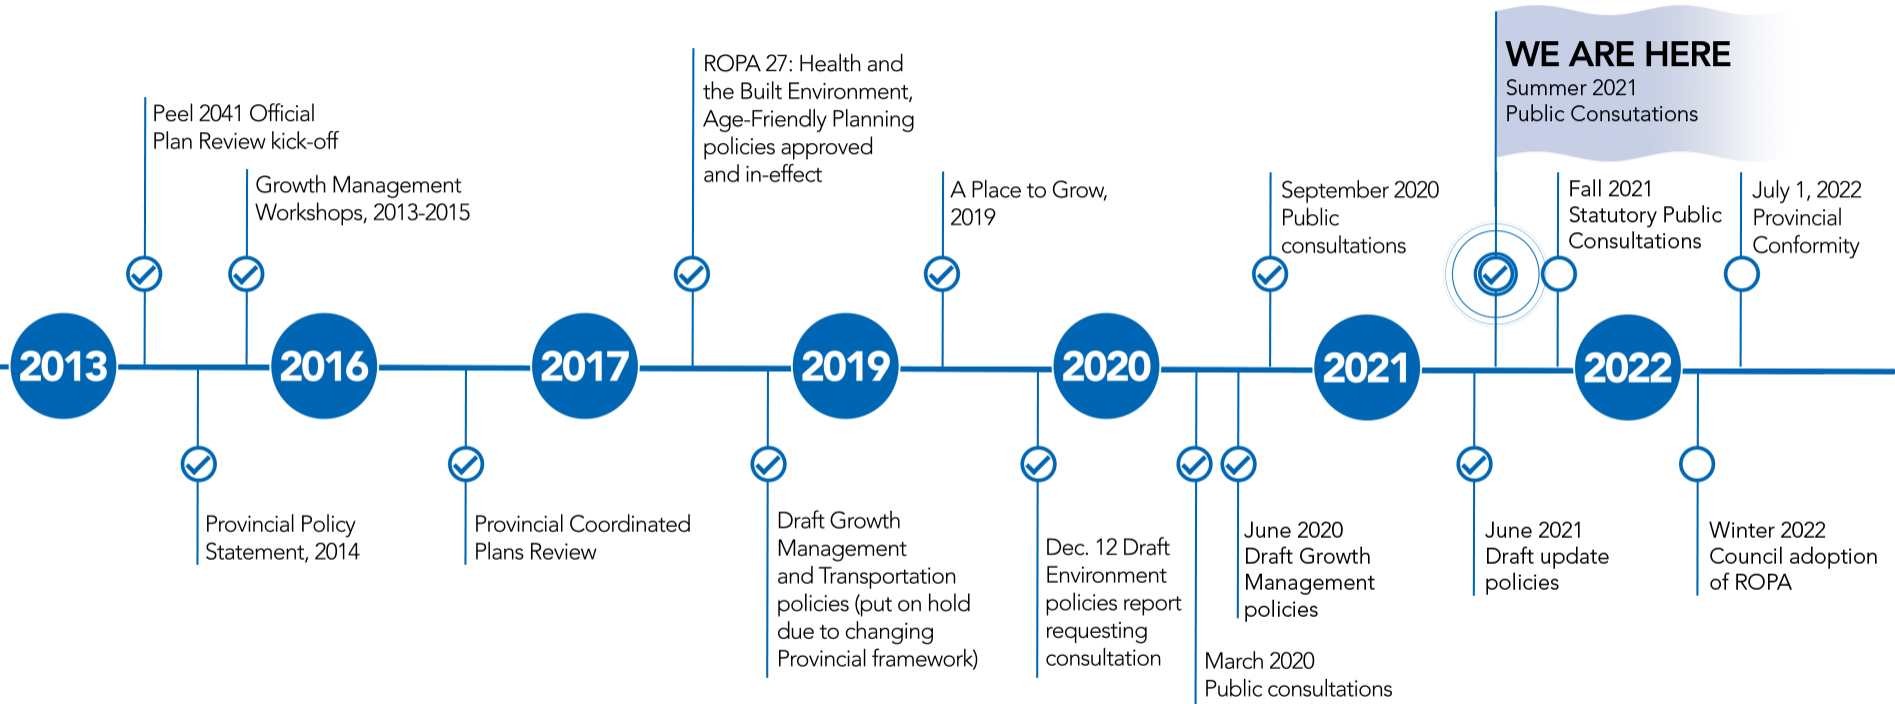 WE ARE HERE
Summer 2021
Public Consutations
ROPA 27: Health and
the Built Environment,
Age-Friendly Planning
policies approved
and in-effect
Peel 2041 Official
Plan Review kick-off
Growth Management
Workshops, 2013-2015
A Place to Grow,
2019
September 2020
Public
consultations
Fall 2021
Statutory Public
Consultations
July 1, 2022
Provincial
Conformity
2013
2016
2017
2019
2020
2021
2022
Provincial Policy
Statement, 2014
Provincial Coordinated
Plans Review
Draft Growth
Management
and Transportation
policies (put on hold
due to changing
Provincial framework)
Dec. 12 Draft
Environment
policies report
requesting
consultation
March 2020
Public consultations
June 2020
Draft Growth
Management
policies
June 2021
Draft update
policies
Winter 2022
Council adoption
of ROPA